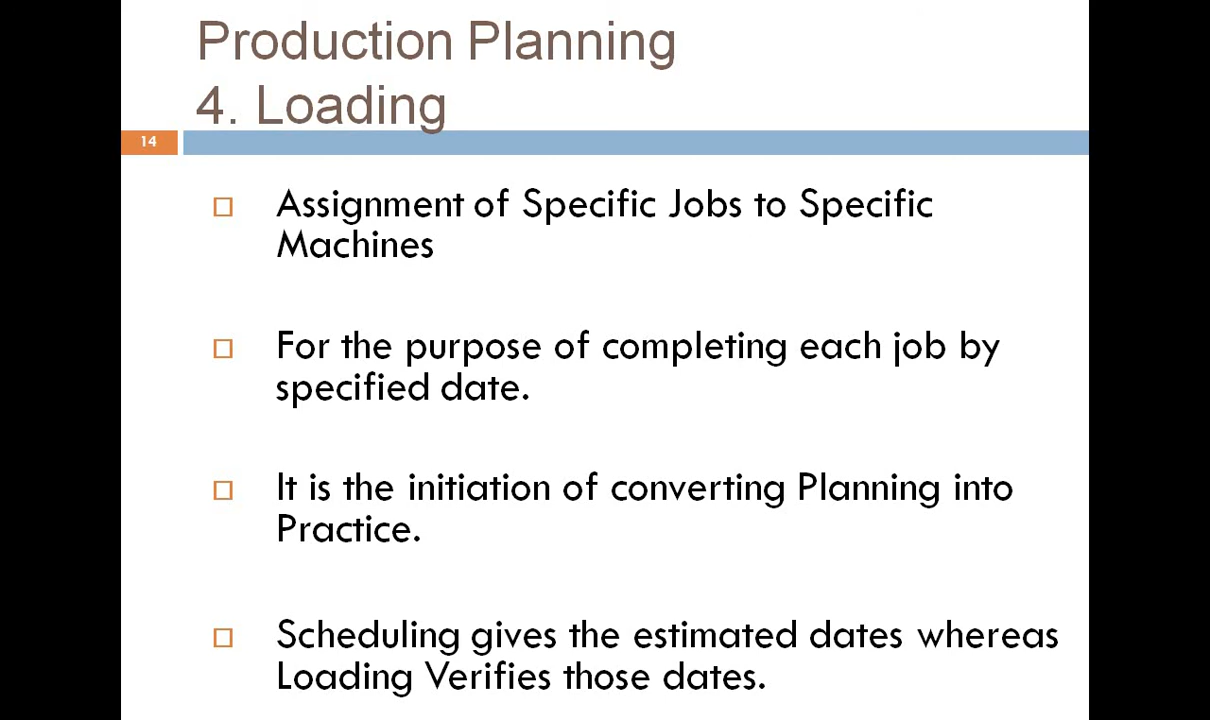 Production Planning
4. Loading
14
Assignment of Specific Jobs to Specific
Machines
For the purpose of completing each job by
specified date.
It is the initiation of converting Planning into
Practice.
Scheduling gives the estimated dates whereas
Loading Verifies those dates.